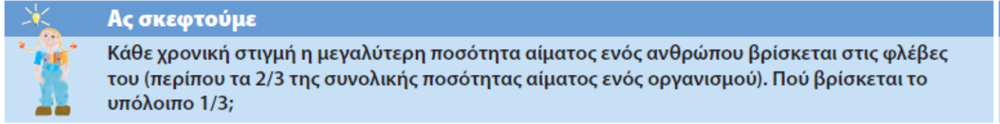 Ας σκεφτούμε
Κάθε χρονική στιγμή η μεγαλύτερη ποσότητα αίματος ενός ανθρώπου βρίσκεται στις φλέβες
του (περίπου τα 2/3 της συνολικής ποσότητας αίματος ενός οργανισμού). Πού βρίσκεται το
υπόλοιπο 1/3;